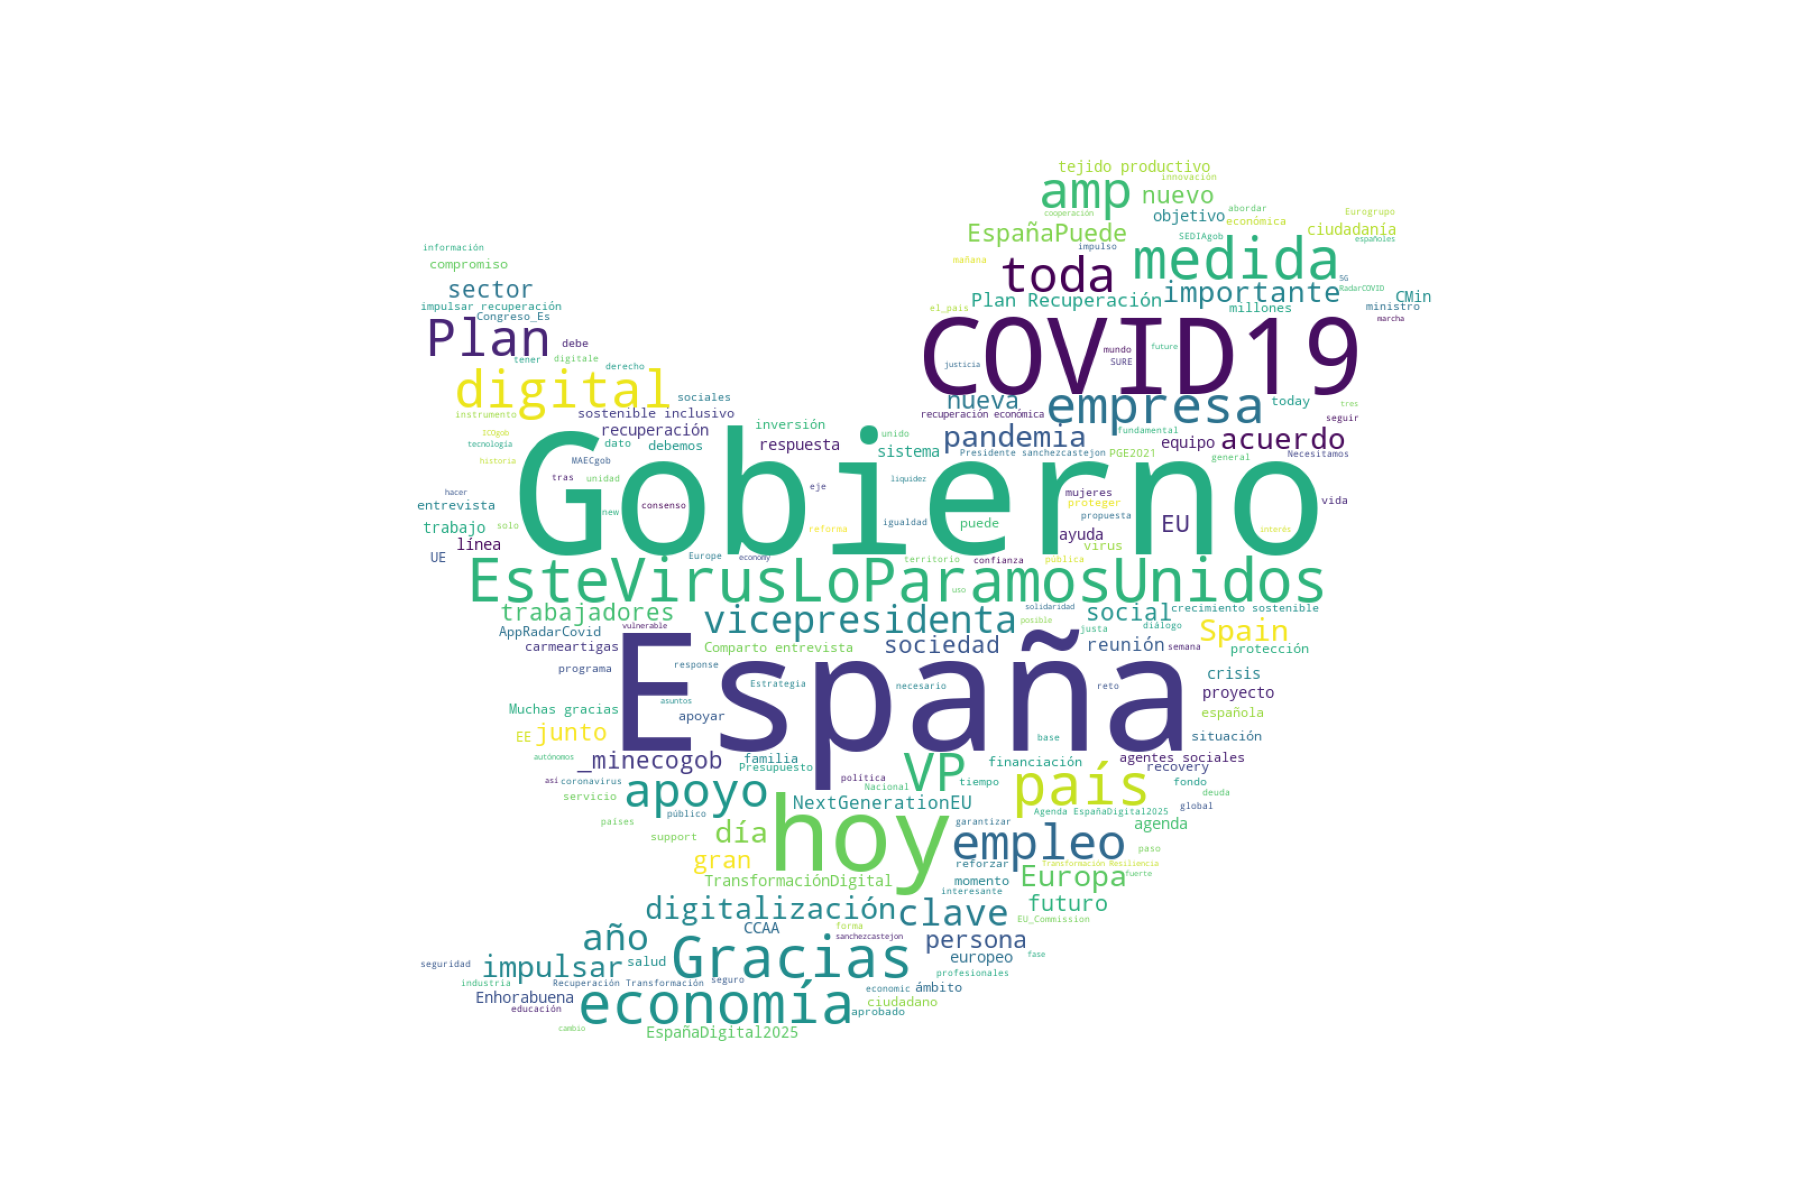 tejido productivo
innovación
amp
nuevo
cooperación
objetivo
abordar
económica
Eurogrupo
ciudadanía
españoles
EspañaPuede
SEDIAgob
impulso
medida
mañana
toda
SG
RadarCOVID
Plan Recuperación
importante
CMin
el_pais
millones
ministro
marcha
información
compromiso
sector
impulsar recuperación
Congreso_Es
Plan
debe
tener
digitale
derecho
digital
sociales
COVID19
mundo
future
SURE
justicia
instrumento
sostenible inclusivo
nueva
empresa
today
tres
recuperación económica
seguir
ICOgob
recuperación
inversión
unido
pandemia
fundamental
equipo
acuerdo
tecnología
dato
debemos
respuesta
sistema
Presidente sanchezcastejon
PGE2021
general
Necesitamos
historia
MAECgob
Gobierno
tras
unidad
eje
liquidez
hacer
mujeres
vida
entrevista
consenso
proteger
new
propuesta
trabajo
solo
reforma
igualdad
puede
EU
interés
línea
ayuda
virus
UE
Europe
economy
territorio
confianza
pública
EsteVirusLoParamosUnidos
uso
trabajadores
vicepresidenta
solidaridad
social
crecimiento sostenible
vulnerable
posible
AppRadarCovid
justa
diálogo
Spain
carmeartigas
Comparto entrevista
sociedad
reunión
semana
protección
España
programa
response
crisis
Estrategia
necesario
reto
proyecto
Muchas gracias
asuntos
apoyar
española
EE
junto
base
situación
autónomos
_minecogob
familia
Presupuesto
VP
financiación
agentes sociales
recovery
así
coronavirus
política
Nacional
tiempo
país
fondo
deuda
servicio
apoyo
NextGenerationEU
global
público
Agenda EspañaDigital2025
países
hoy
garantizar
agenda
support
día
empleo
paso
gran
reforzar
Transformación Resiliencia
fuerte
TransformaciónDigital
momento
Europa
interesante
digitalización
clave
futuro
EU_Commission
CCAA
forma
sanchezcastejon
año
persona
Gracias
europeo
fase
seguridad
impulsar
salud
profesionales
industria
Recuperación Transformación
seguro
economic
ámbito
Enhorabuena
economía
ciudadano
educación
aprobado
cambio
EspañaDigital2025